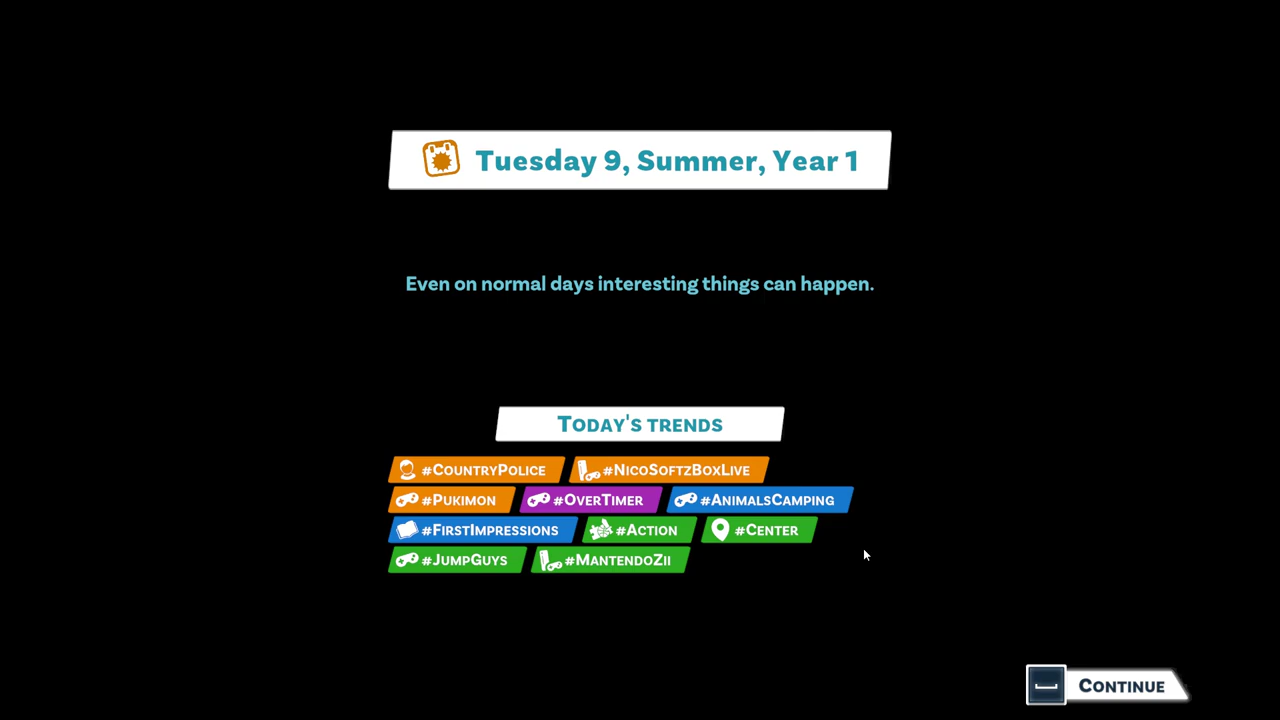 Tuesday 9, Summer, Year 1
Even on normal days interesting things can happen.
Today's trends
#CountryPolice #NicoSoftzBoxLive
#Pukimon #OverTimer #AnimalsCamping
#FirstImpressions #Action #Center
#JumpGuys #MantendoZii
Continue